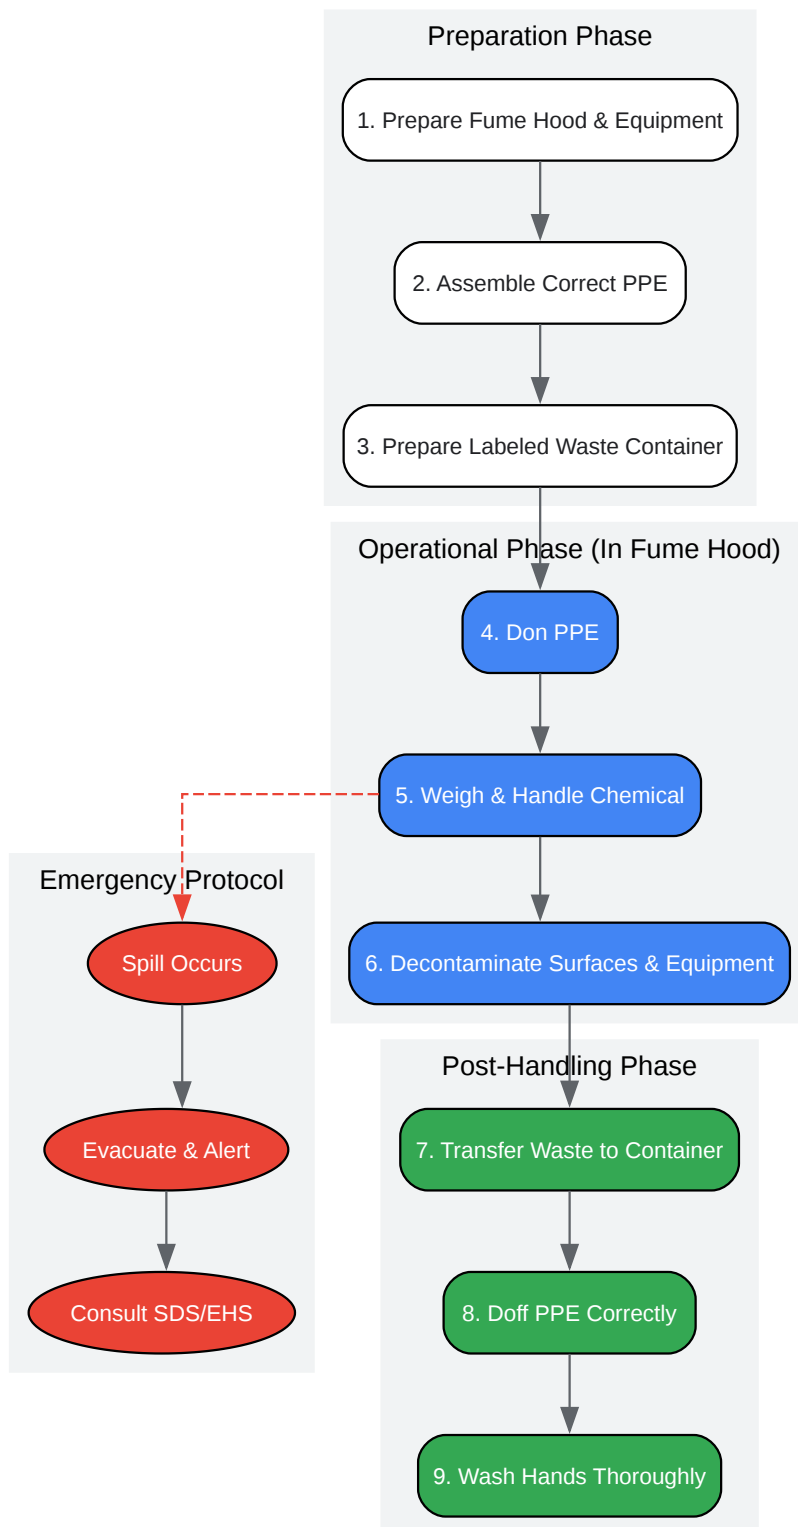 Preparation Phase
1. Prepare Fume Hood & Equipment
2. Assemble Correct PPE
3. Prepare Labeled Waste Container
Operational Phase (In Fume Hood)
4. Don PPE
5. Weigh & Handle Chemical
6. Decontaminate Surfaces & Equipment
Emergency Protocol
Spill Occurs
Evacuate & Alert
Consult SDS/EHS
Post-Handling Phase
7. Transfer Waste to Container
8. Doff PPE Correctly
9. Wash Hands Thoroughly